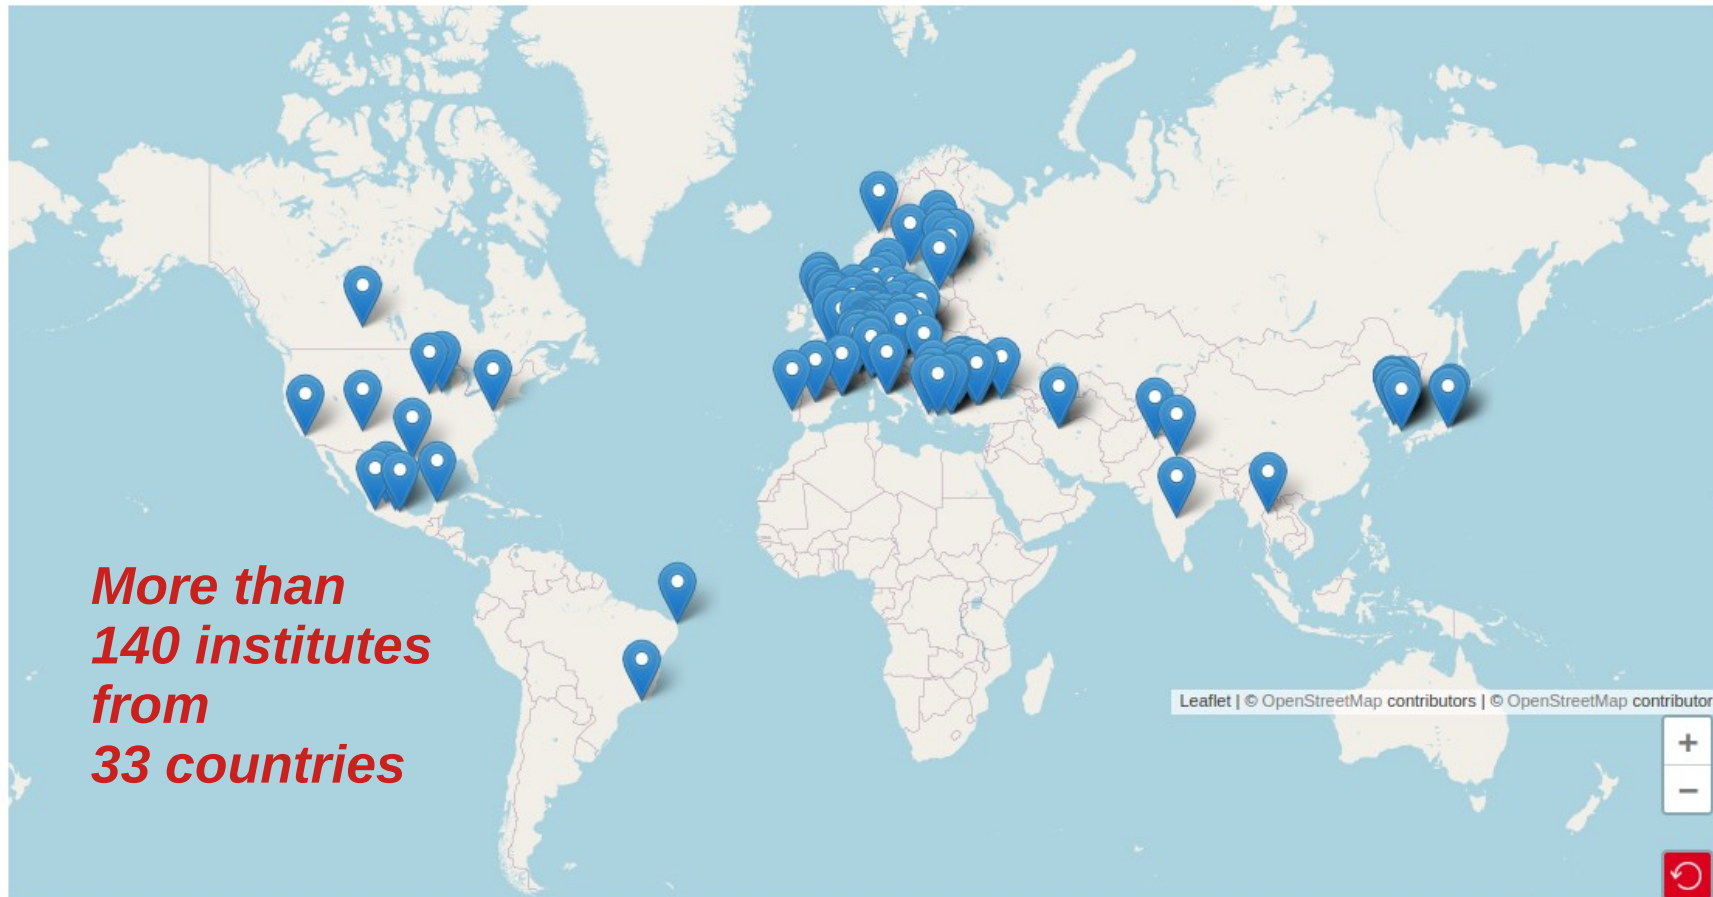 More than
140 institutes
from
33 countries
Leaflet | © OpenStreetMap contributors | © OpenStreetMap contributor
+
−